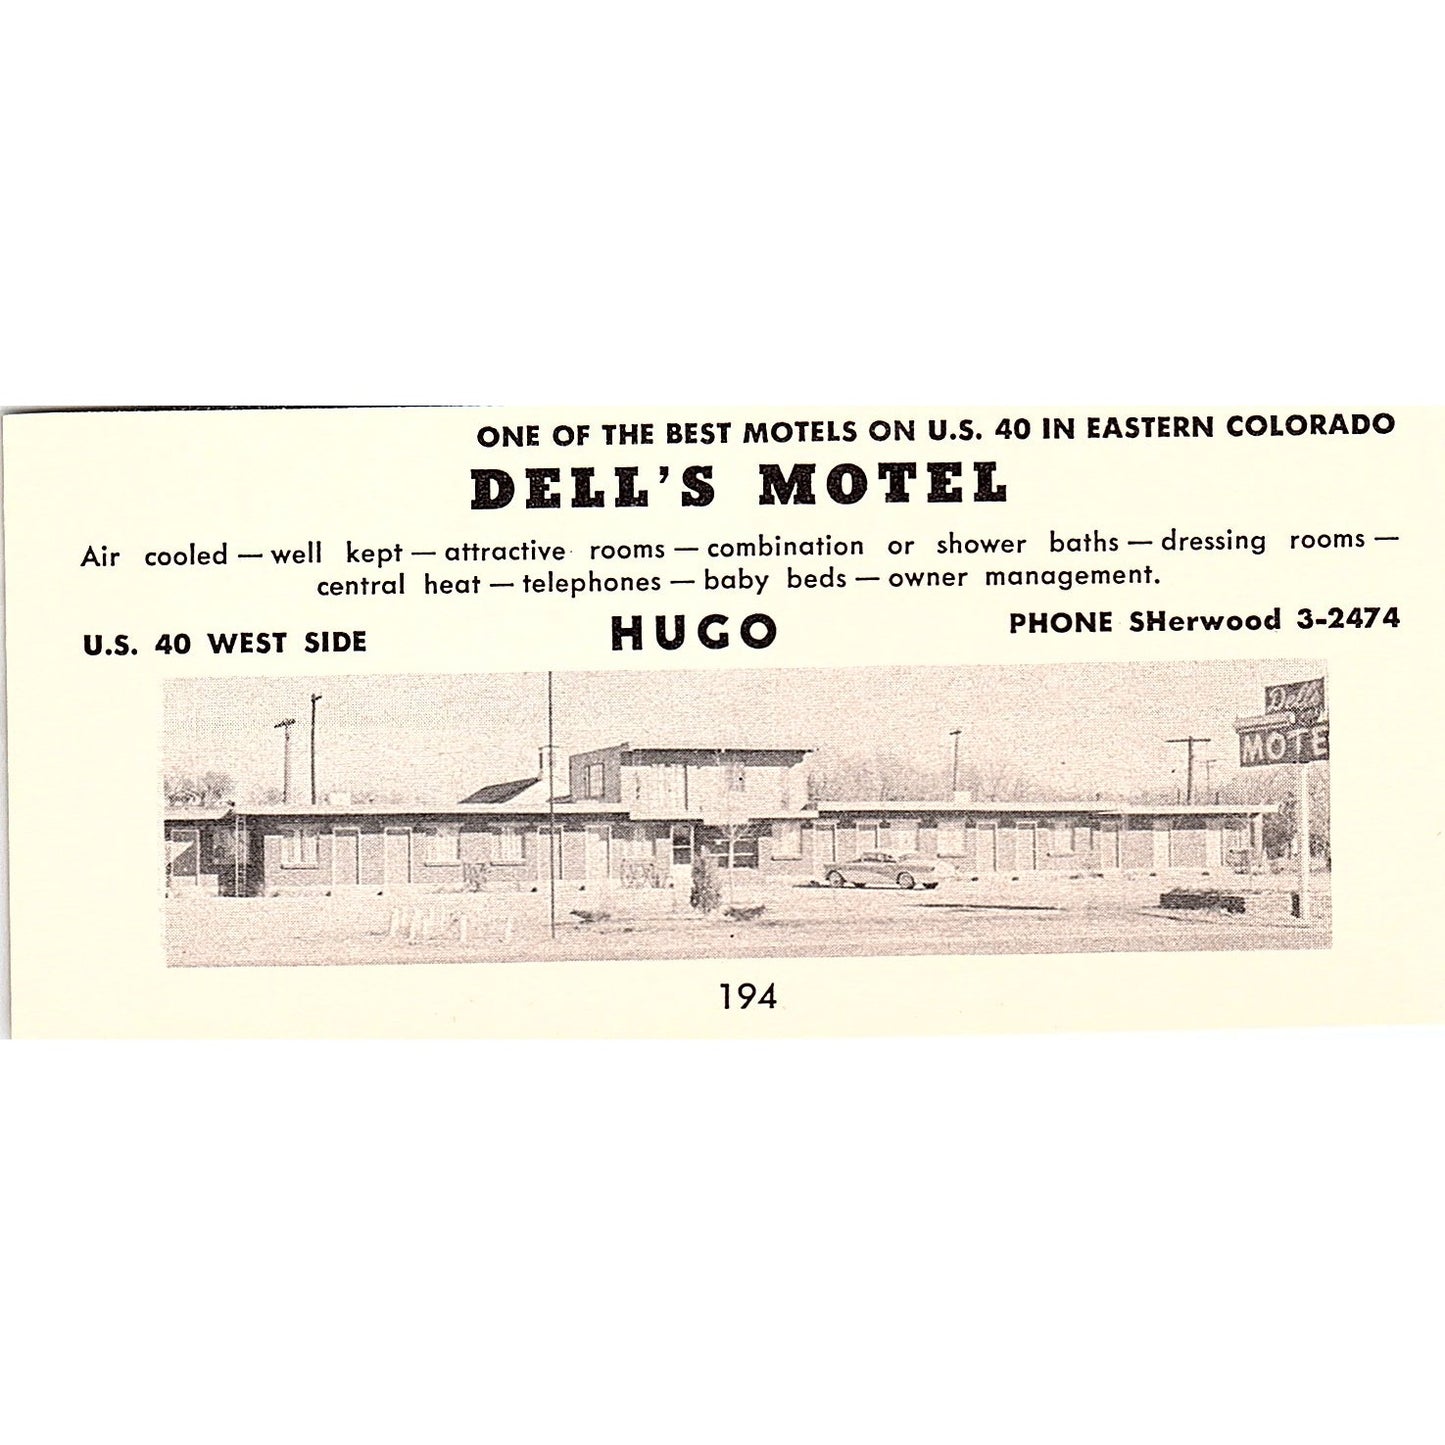 ONE OF THE BEST MOTELS ON U.S. 40 IN EASTERN COLORADO
DELL'S MOTEL
Air cooled — well kept — attractive rooms — combination or shower baths — dressing rooms —
central heat — telephones — baby beds — owner management.
U.S. 40 WEST SIDE HUGO PHONE SHerwood 3-2474
Dell's
MOTE
194